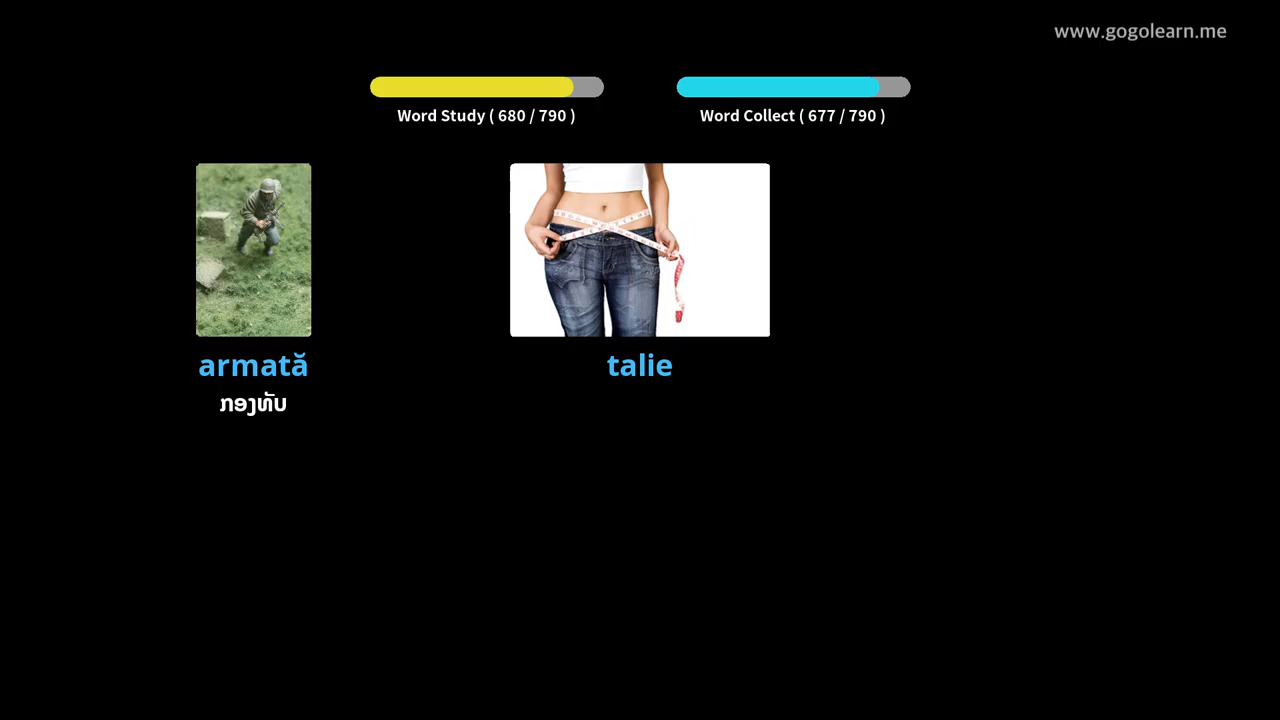 www.gogolearn.me
Word Study ( 680 / 790 )
Word Collect ( 677 / 790 )
armată
talie
ກອງທັບ